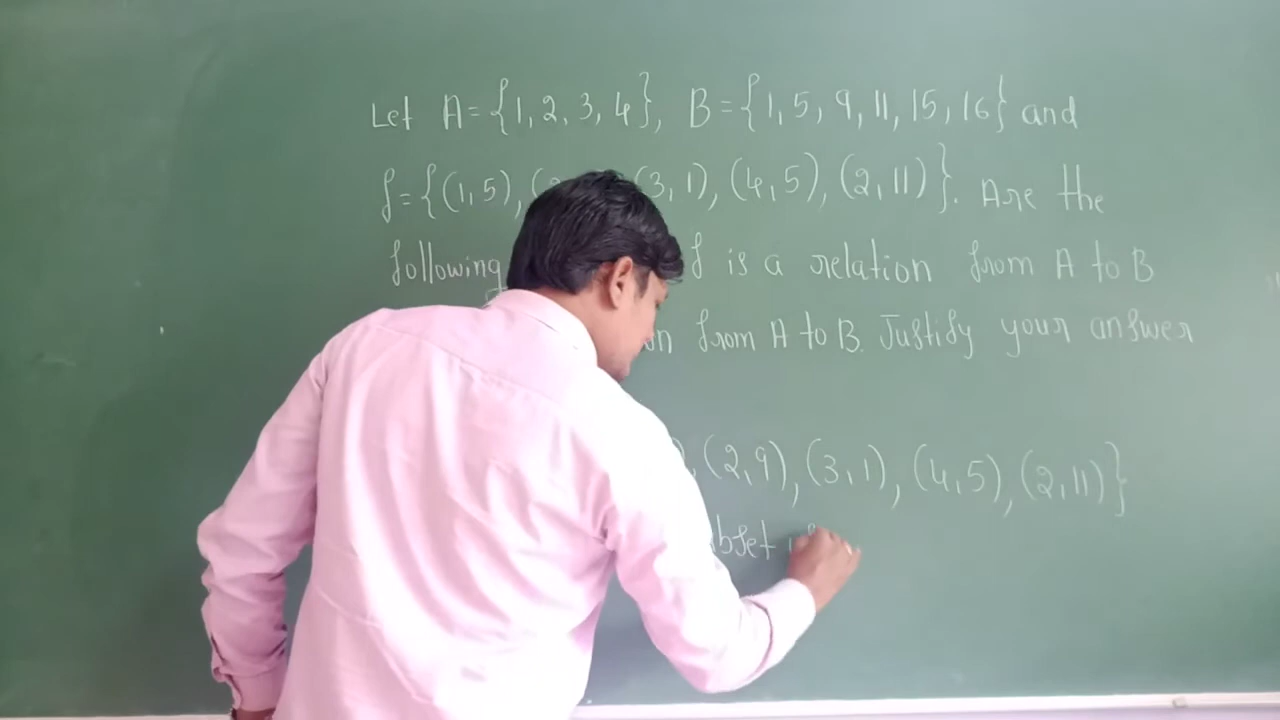 Let A = {1, 2, 3, 4}, B = {1, 5, 9, 11, 15, 16} and
f = {(1, 5), (3, 1), (4, 5), (2, 11)}. Are the
following f is a relation from A to B
from A to B. Justify your answer
, (2, 9), (3, 1), (4, 5), (2, 11)}